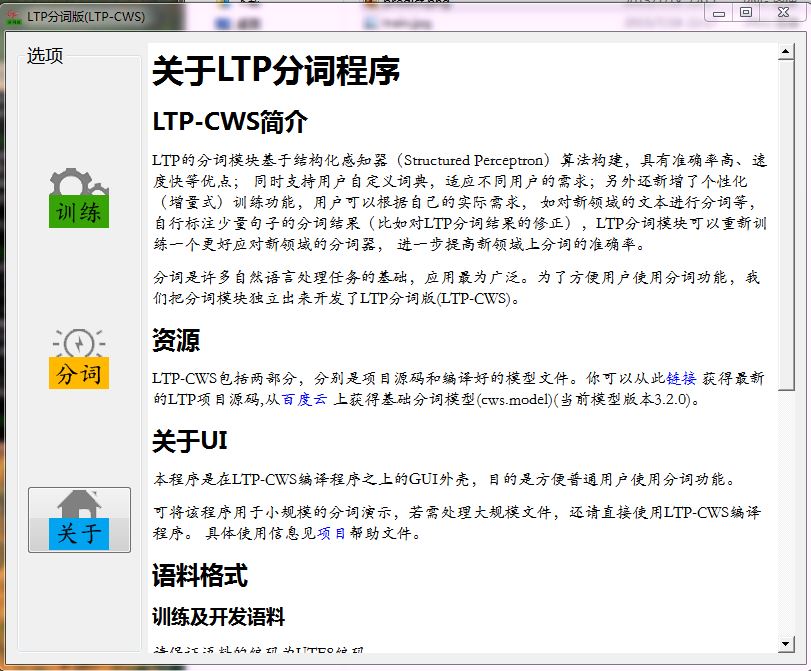 LTP分词版(LTP-CWS)
选项
训练
分词
关于
关于LTP分词程序
LTP-CWS简介
LTP的分词模块基于结构化感知器（Structured Perceptron）算法构建，具有准确率高、速
度快等优点； 同时支持用户自定义词典，适应不同用户的需求；另外还新增了个性化
（增量式）训练功能，用户可以根据自己的实际需求， 如对新领域的文本进行分词等，
自行标注少量句子的分词结果（比如对LTP分词结果的修正），LTP分词模块可以重新训
练一个更好应对新领域的分词器， 进一步提高新领域上分词的准确率。
分词是许多自然语言处理任务的基础，应用最为广泛。为了方便用户使用分词功能，我
们把分词模块独立出来开发了LTP分词版(LTP-CWS)。
资源
LTP-CWS包括两部分，分别是项目源码和编译好的模型文件。你可以从此链接 获得最新
的LTP项目源码,从百度云 上获得基础分词模型(cws.model)(当前模型版本3.2.0)。
关于UI
本程序是在LTP-CWS编译程序之上的GUI外壳，目的是方便普通用户使用分词功能。
可将该程序用于小规模的分词演示，若需处理大规模文件，还请直接使用LTP-CWS编译
程序。 具体使用信息见项目帮助文件。
语料格式
训练及开发语料
请保证语料的编码为UTF8编码